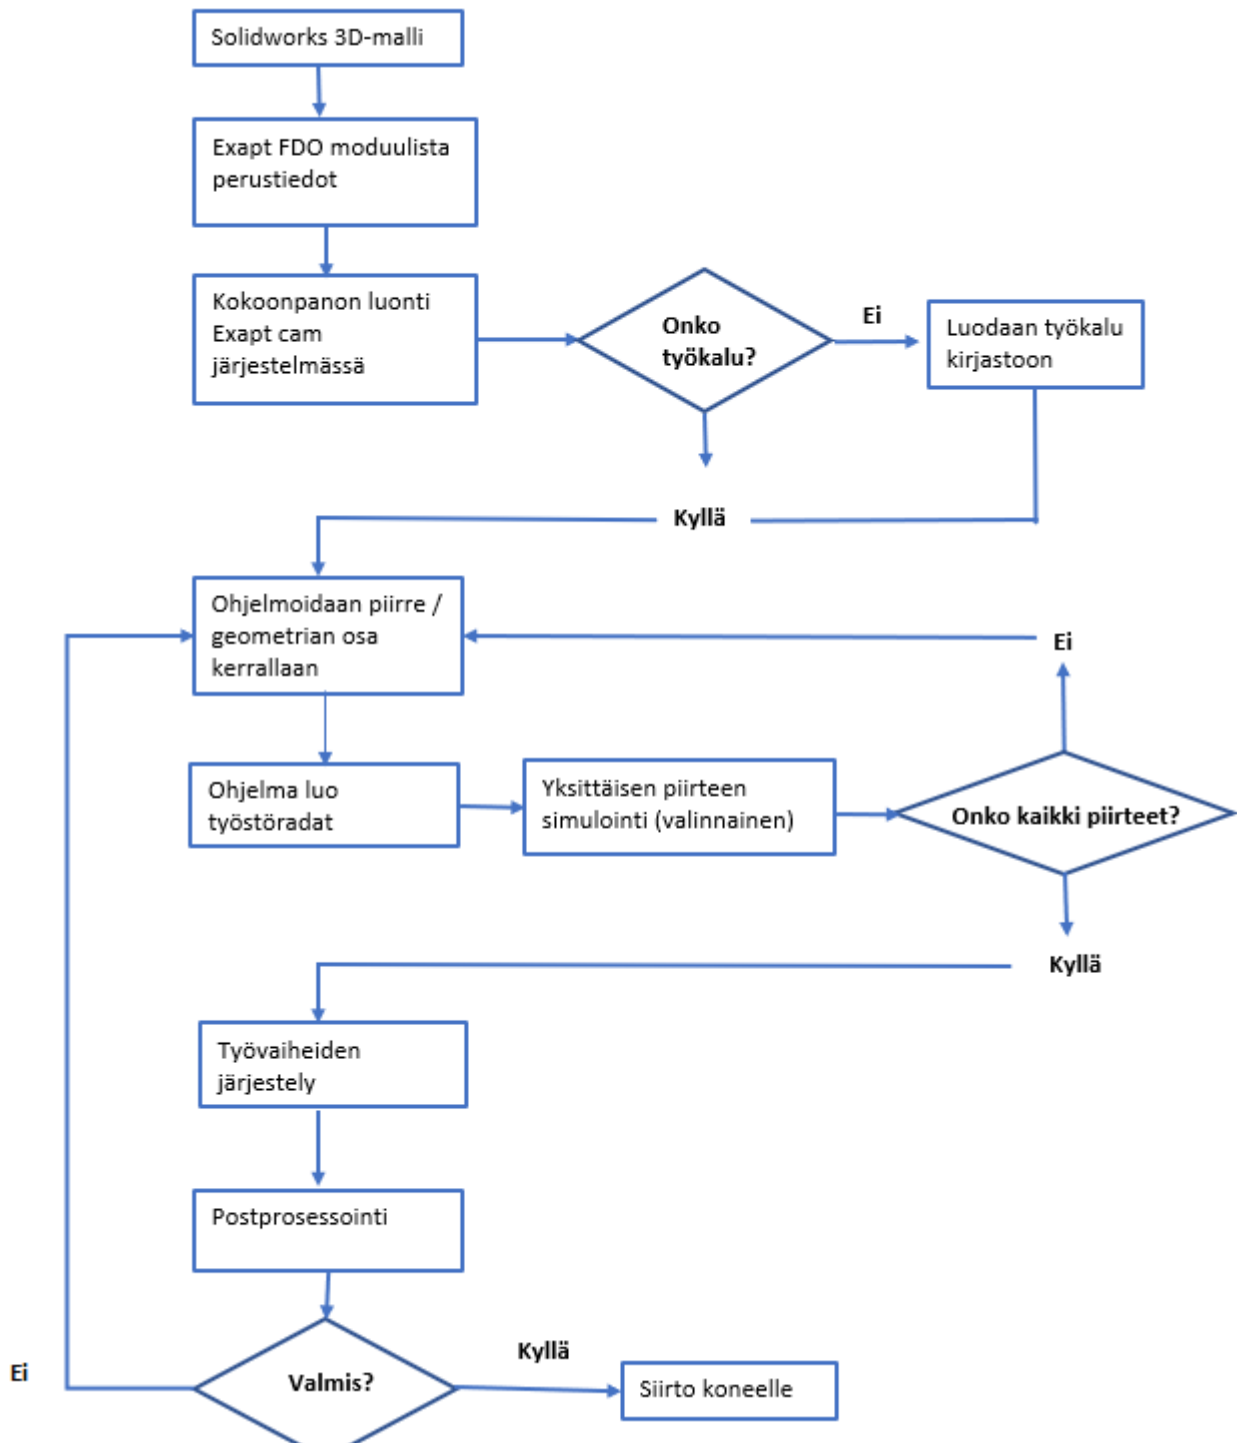 Solidworks 3D-malli
Exapt FDO moduulista
perustiedot
Kokoonpanon luonti
Exapt cam
järjestelmässä
Onko
työkalu?
Ei
Luodaan työkalu
kirjastoon
Kyllä
Ohjelmoidaan piirre /
geometrian osa
kerrallaan
Ei
Ohjelma luo
työstöradat
Yksittäisen piirteen
simulointi (valinnainen)
Onko kaikki piirteet?
Kyllä
Työvaiheiden
järjestely
Postprosessointi
Valmis?
Ei
Kyllä
Siirto koneelle